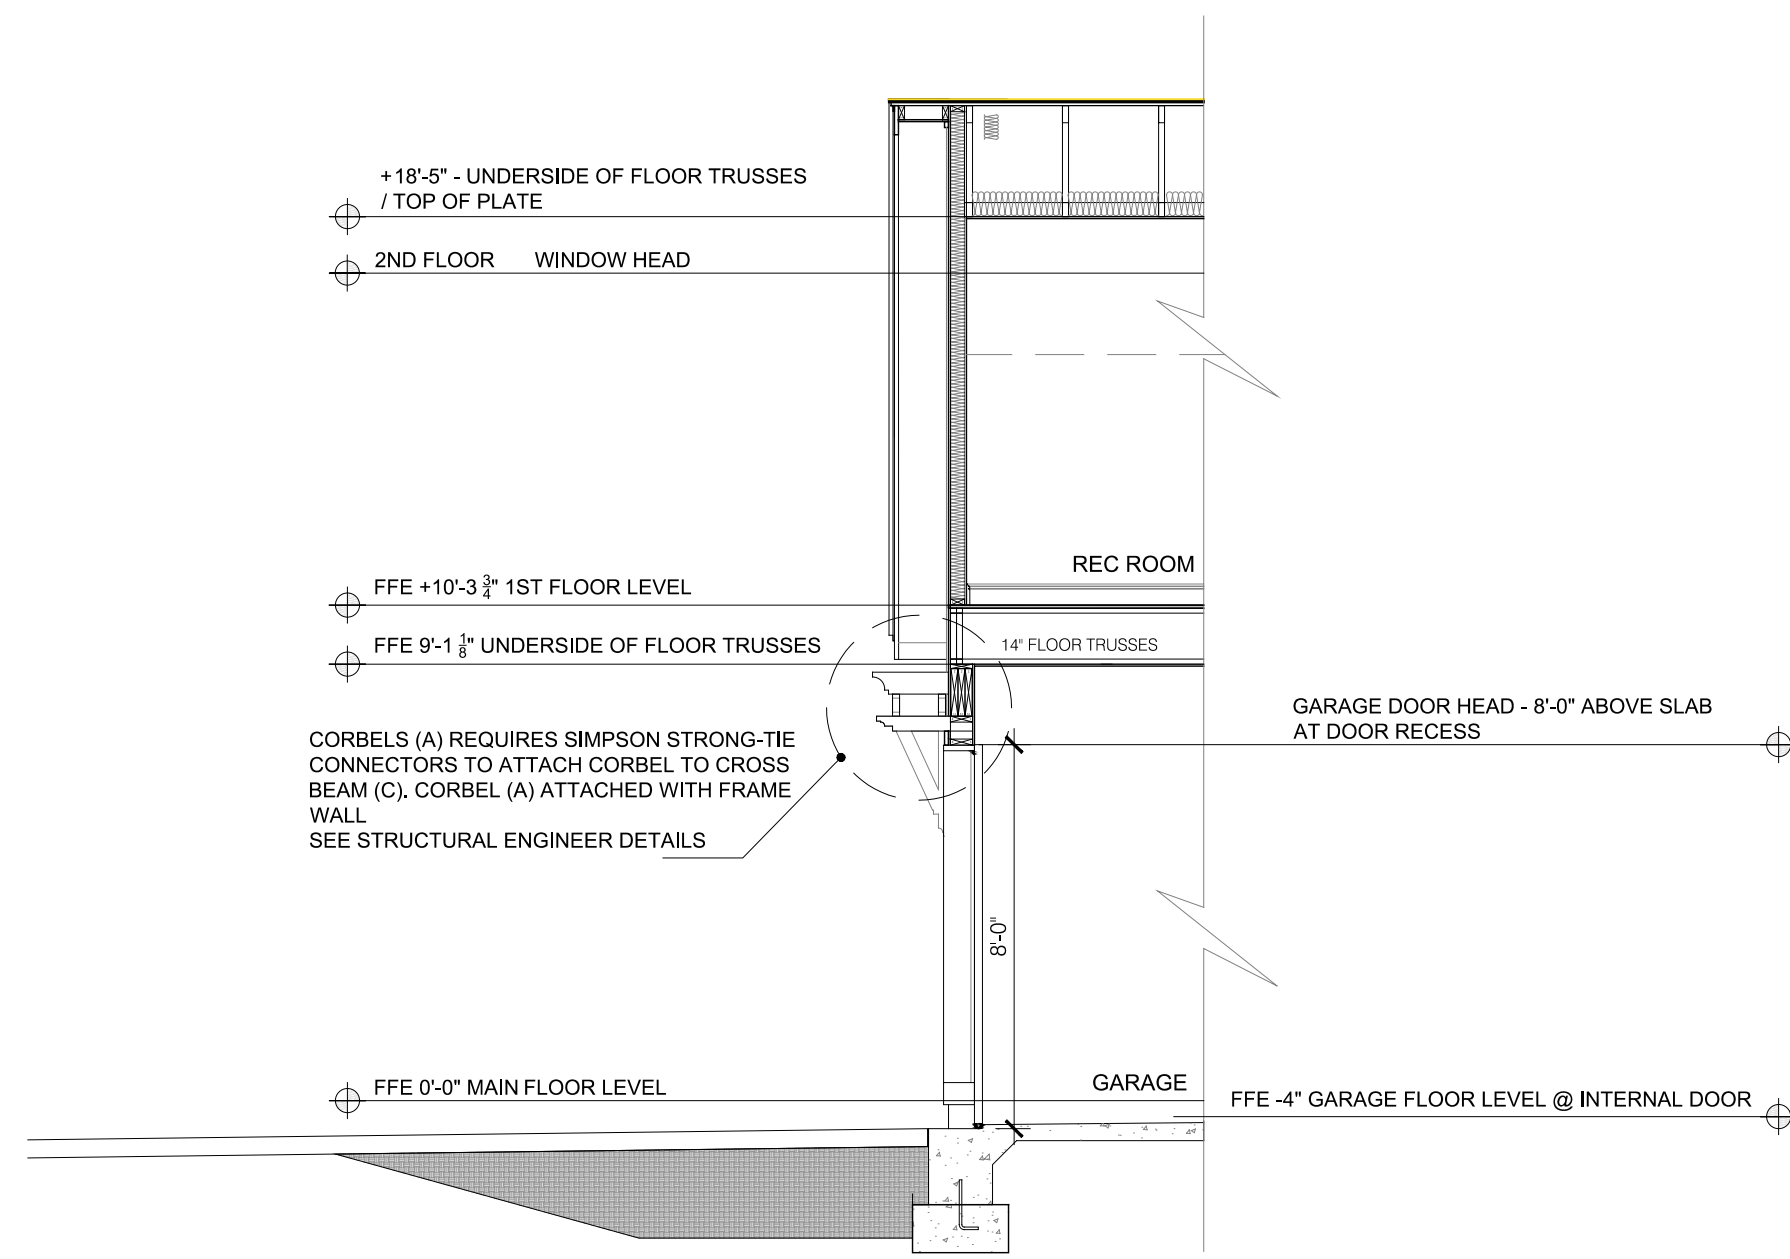 +18'-5" - UNDERSIDE OF FLOOR TRUSSES
/ TOP OF PLATE
2ND FLOOR WINDOW HEAD
REC ROOM
FFE +10'-3 3/4" 1ST FLOOR LEVEL
FFE 9'-1 1/8" UNDERSIDE OF FLOOR TRUSSES
14" FLOOR TRUSSES
GARAGE DOOR HEAD - 8'-0" ABOVE SLAB
AT DOOR RECESS
CORBELS (A) REQUIRES SIMPSON STRONG-TIE
CONNECTORS TO ATTACH CORBEL TO CROSS
BEAM (C). CORBEL (A) ATTACHED WITH FRAME
WALL
SEE STRUCTURAL ENGINEER DETAILS
8'-0"
FFE 0'-0" MAIN FLOOR LEVEL
GARAGE
FFE -4" GARAGE FLOOR LEVEL @ INTERNAL DOOR